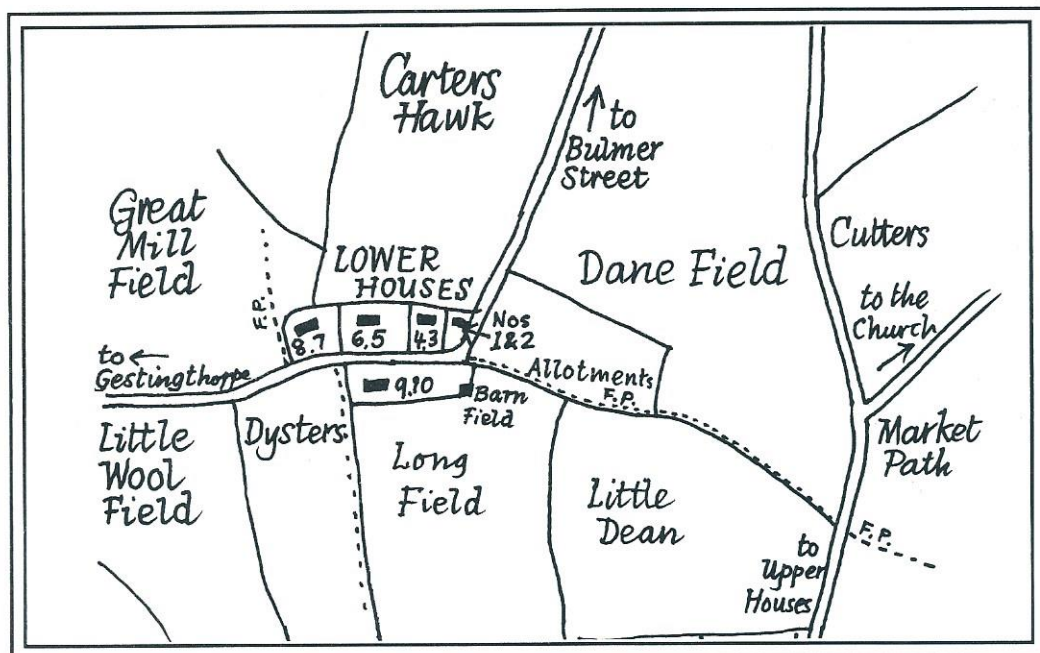 Carters
Hawk
to
Bulmer
Street
Great
Mill
Field
F.P.
LOWER
HOUSES
Dane Field
Cutters
to the
Church
Nos
1&2
8.7
6,5
4,3
to
Gestingthorpe
9,10
Barn
Field
Allotments
F.P.
Market
Path
Little
Wool
Field
Dysters
Long
Field
Little
Dean
to
Upper
Houses
F.P.